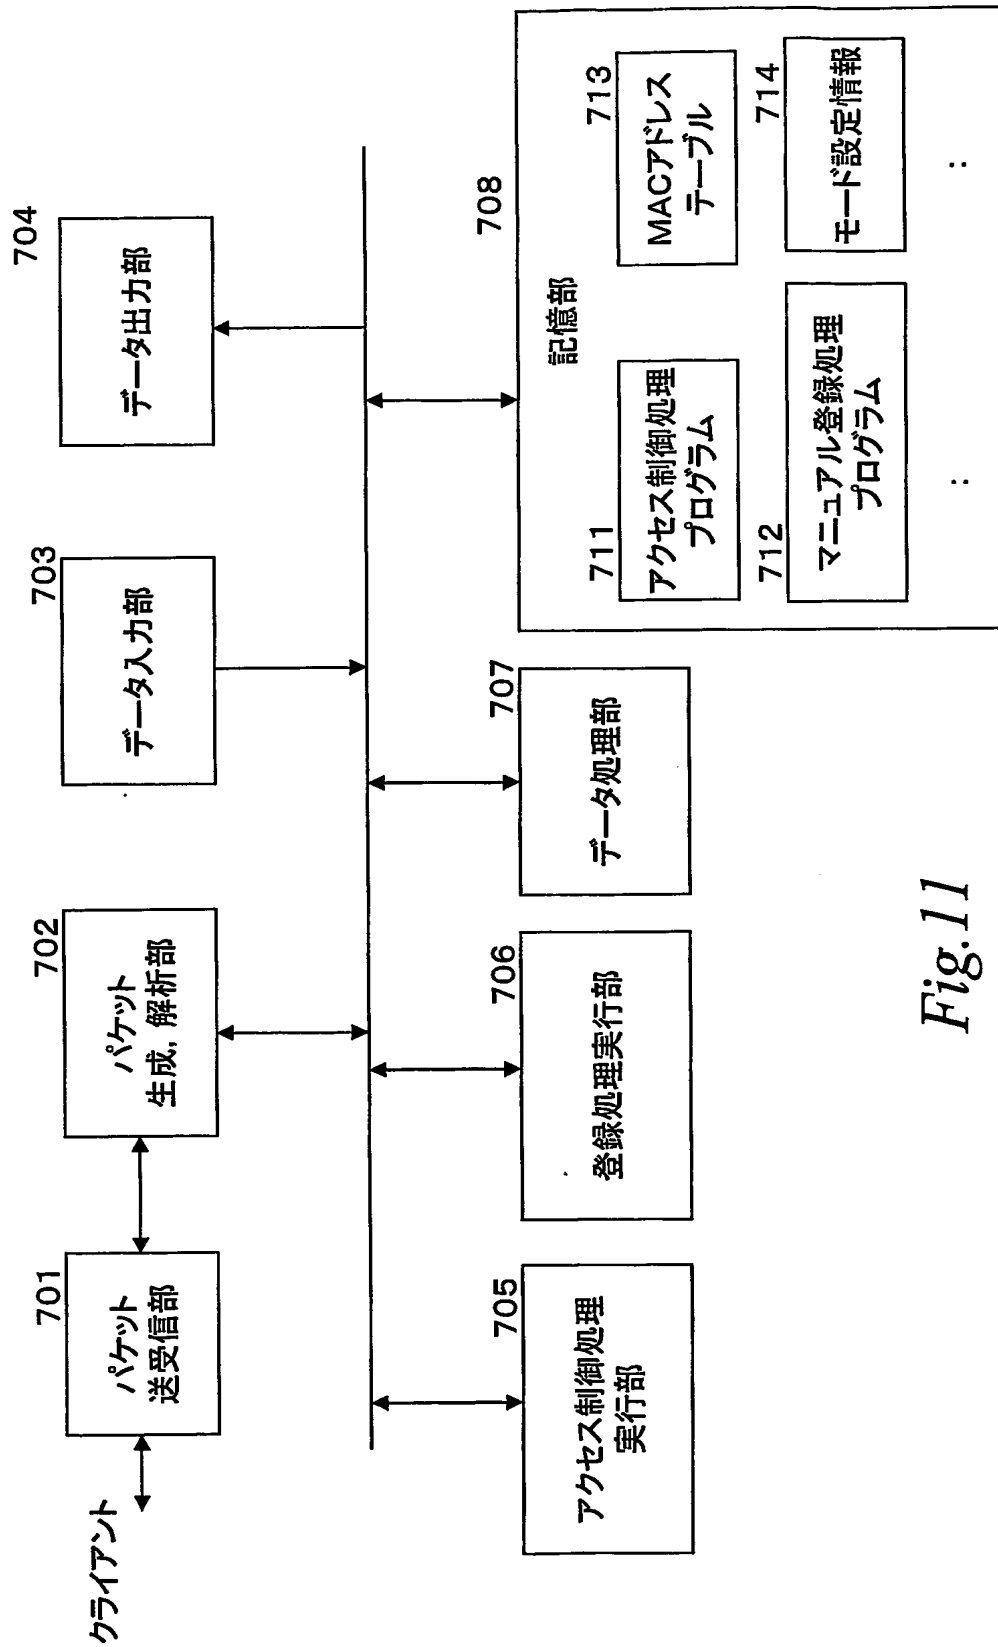 クライアント
701
パケット
送受信部
702
パケット
生成, 解析部
703
データ入力部
704
データ出力部
705
アクセス制御処理
実行部
706
登録処理実行部
707
データ処理部
708
記憶部
711
アクセス制御処理
プログラム
713
MACアドレス
テーブル
712
マニュアル登録処理
プログラム
714
モード設定情報
:
:
Fig.11